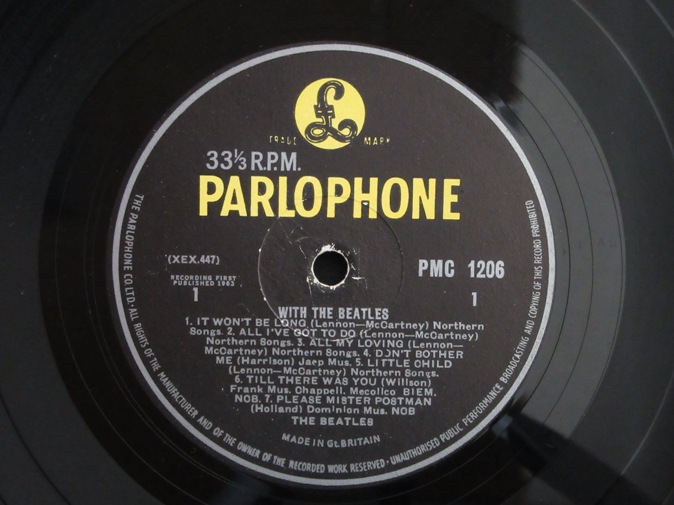 TRADE MARK
33⅓ R.P.M.
PARLOPHONE
(XEX.447)
PMC 1206
RECORDING FIRST
PUBLISHED 1963
1
1
WITH THE BEATLES
1. IT WON'T BE LONG (Lennon—McCartney) Northern
Songs. 2. ALL I'VE GOT TO DO (Lennon—McCartney)
Northern Songs. 3. ALL MY LOVING (Lennon—
McCartney) Northern Songs. 4. DON'T BOTHER
ME (Harrison) Jaep Mus. 5. LITTLE CHILD
(Lennon—McCartney) Northern Songs.
6. TILL THERE WAS YOU (Willson)
Frank Mus. Chappell. Mecolico BIEM.
NOB. 7. PLEASE MISTER POSTMAN
(Holland) Dominion Mus. NOB
THE BEATLES
MADE IN GT.BRITAIN
THE PARLOPHONE CO.LTD. ALL RIGHTS OF THE MANUFACTURER AND OF THE OWNER OF THE RECORDED WORK RESERVED · UNAUTHORISED PUBLIC PERFORMANCE BROADCASTING AND COPYING OF THIS RECORD PROHIBITED